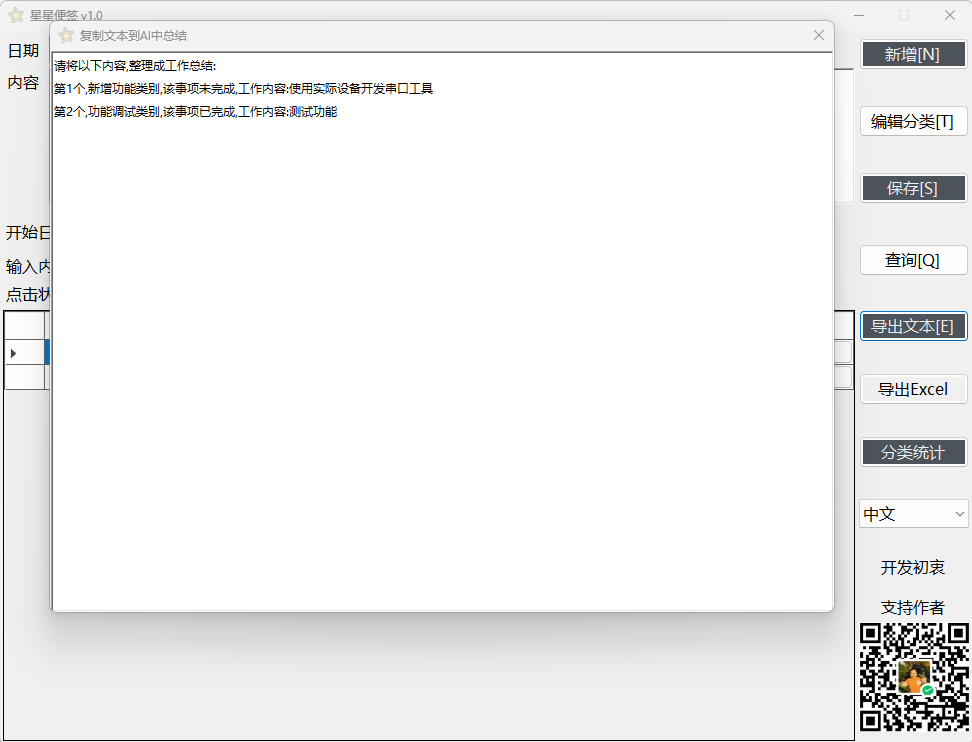 星星便签 v1.0
复制文本到AI中总结
日期
内容
请将以下内容,整理成工作总结:
第1个,新增功能类别,该事项未完成,工作内容:使用实际设备开发串口工具
第2个,功能调试类别,该事项已完成,工作内容:测试功能
开始日
输入内
点击状
新增[N]
编辑分类[T]
保存[S]
查询[Q]
导出文本[E]
导出Excel
分类统计
中文
开发初衷
支持作者